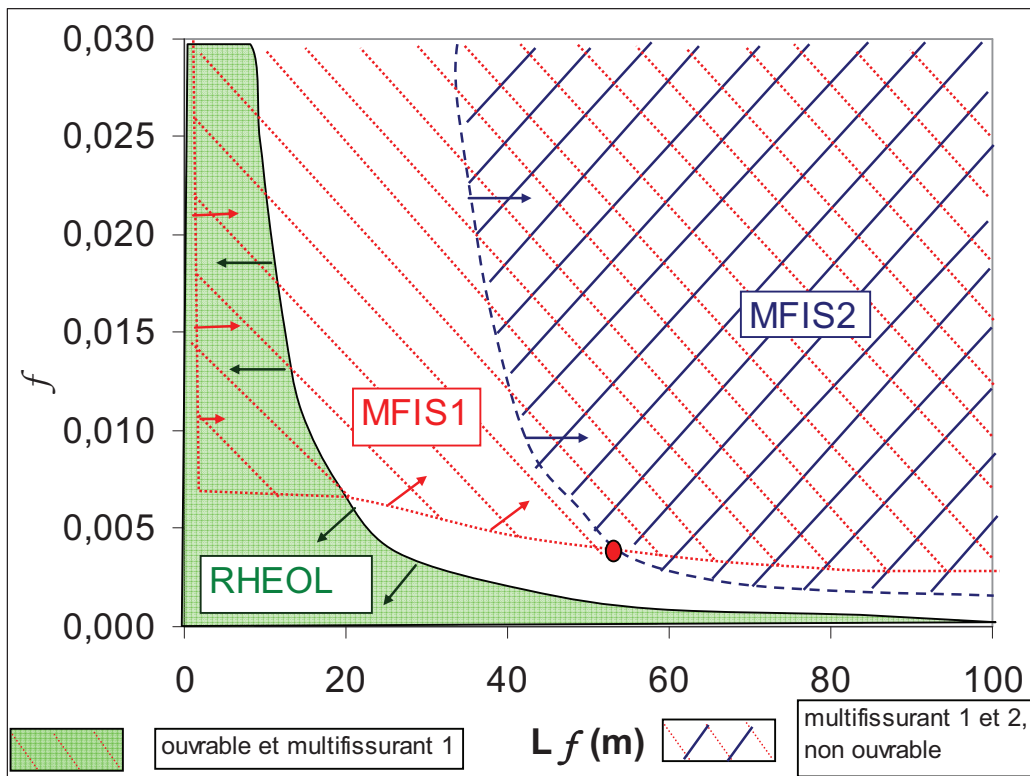 0,030
0,025
0,020
0,015
0,010
0,005
0,000
f
MFIS1
MFIS2
RHEOL
0 20 40 60 80 100
L f (m)
ouvrable et multifissurant 1
multifissurant 1 et 2,
non ouvrable